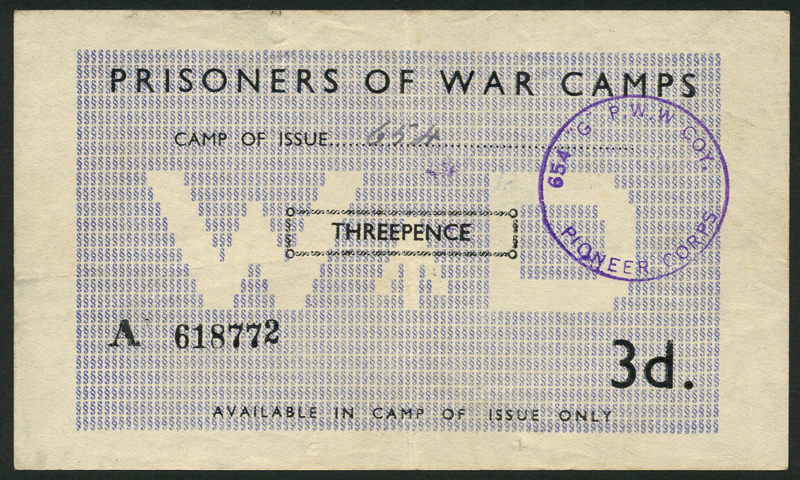 PRISONERS OF WAR CAMPS
CAMP OF ISSUE........654........
654 "G" P.W.W COY.
PIONEER CORPS
W D
THREEPENCE
A 618772
3d.
AVAILABLE IN CAMP OF ISSUE ONLY